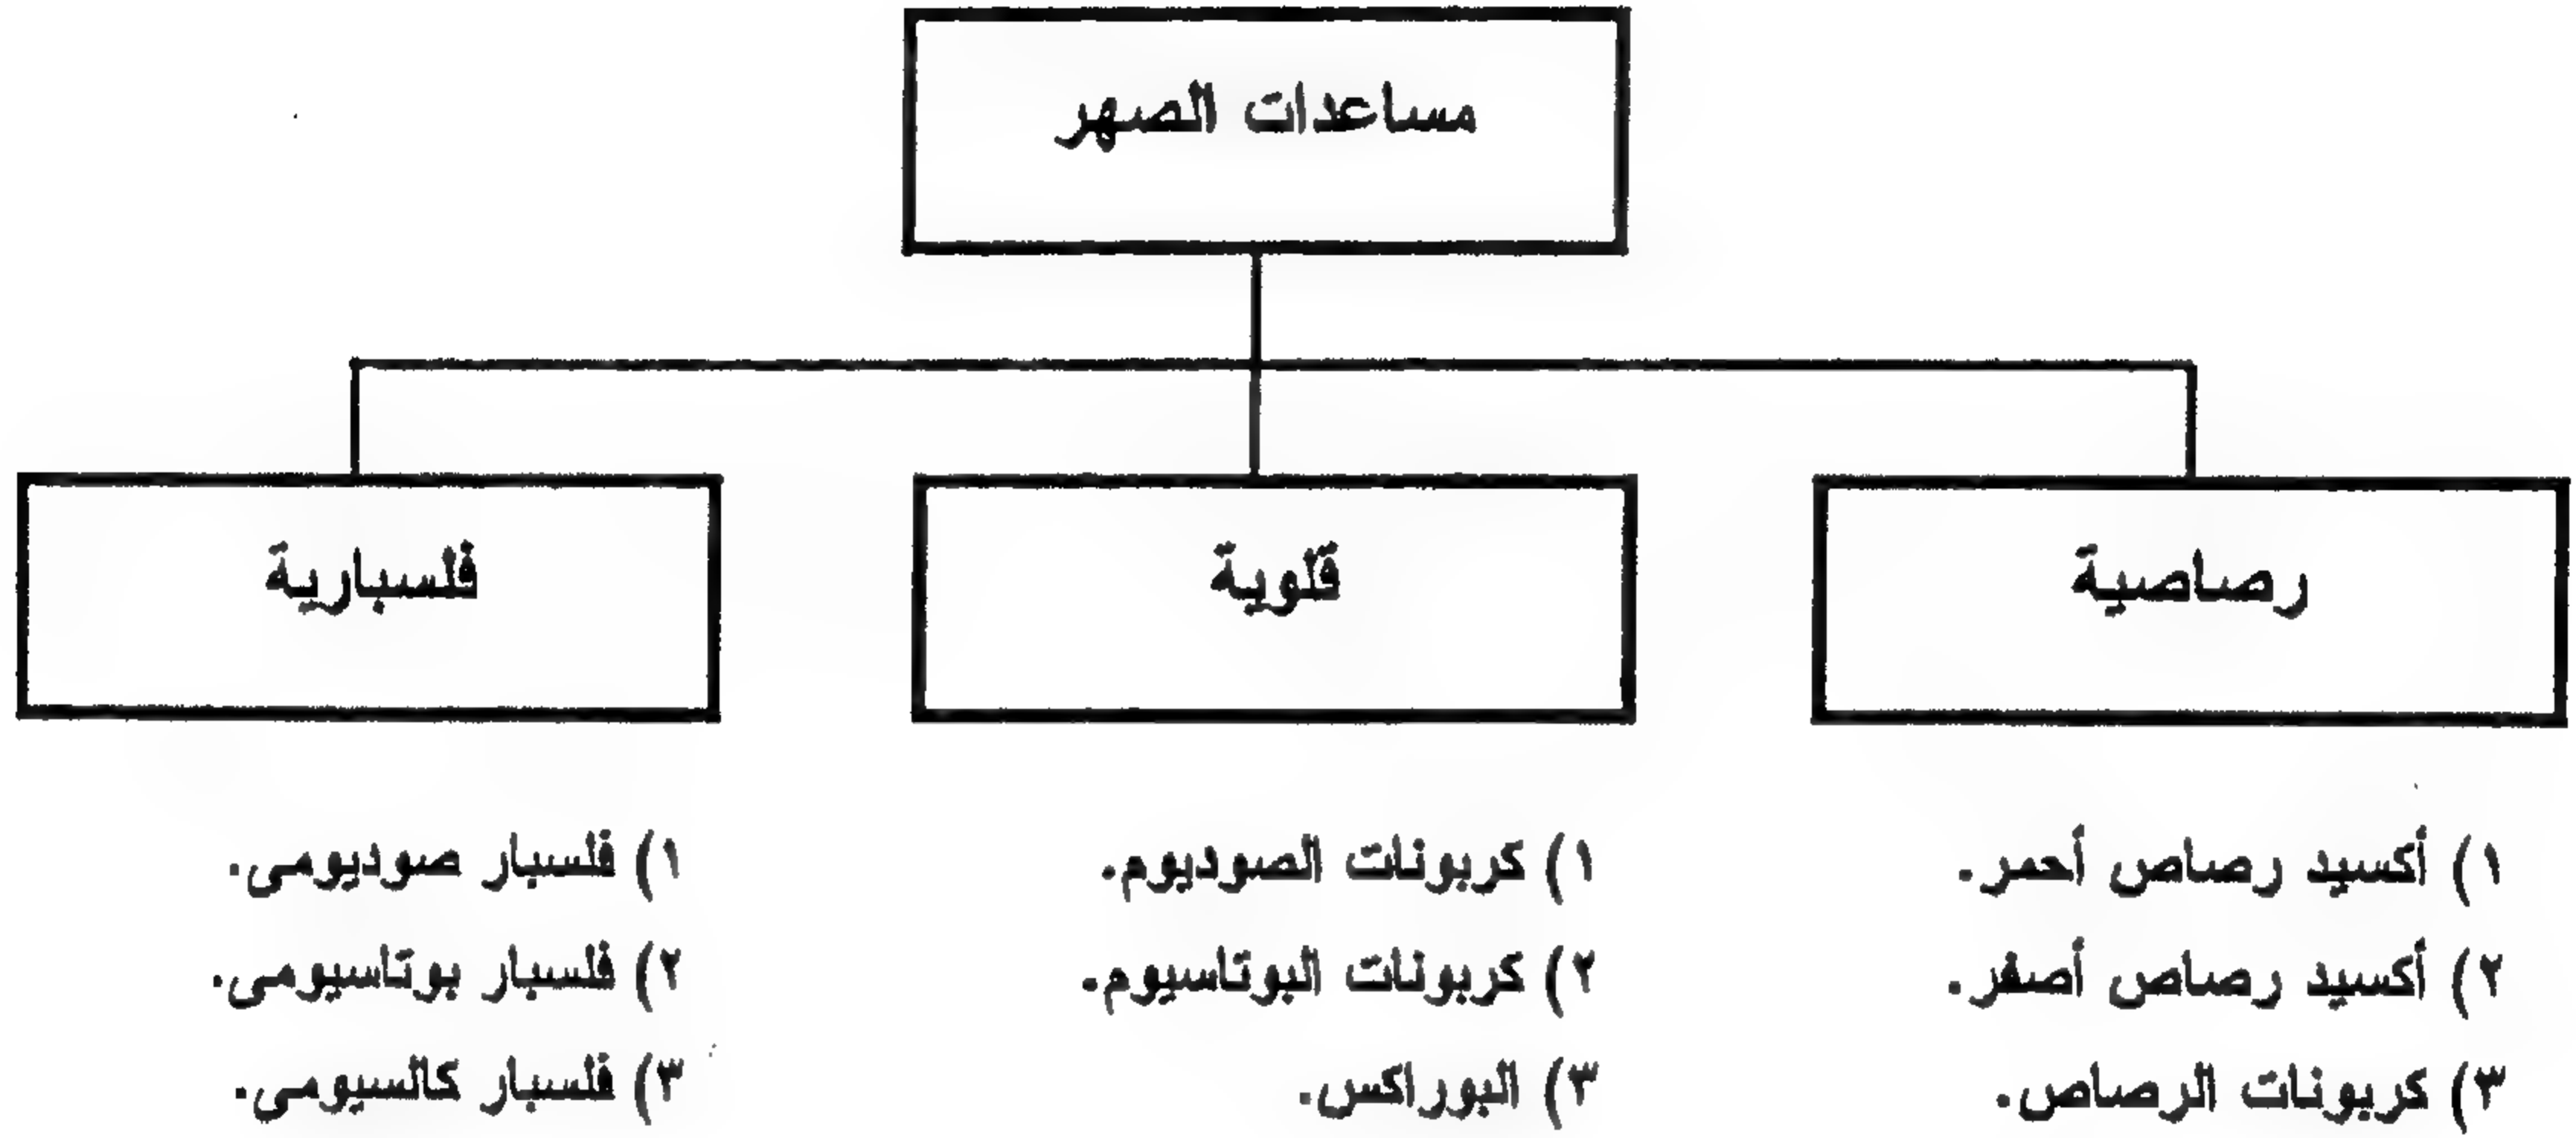 مساعدات الصهر
رصاصية
قلوية
فلسبارية
١) أكسيد رصاص أحمر.
٢) أكسيد رصاص أصفر.
٣) كربونات الرصاص.
١) كربونات الصوديوم.
٢) كربونات البوتاسيوم.
٣) البوراكس.
١) فلسبار صوديومى.
٢) فلسبار بوتاسيومى.
٣) فلسبار كالسيومى.